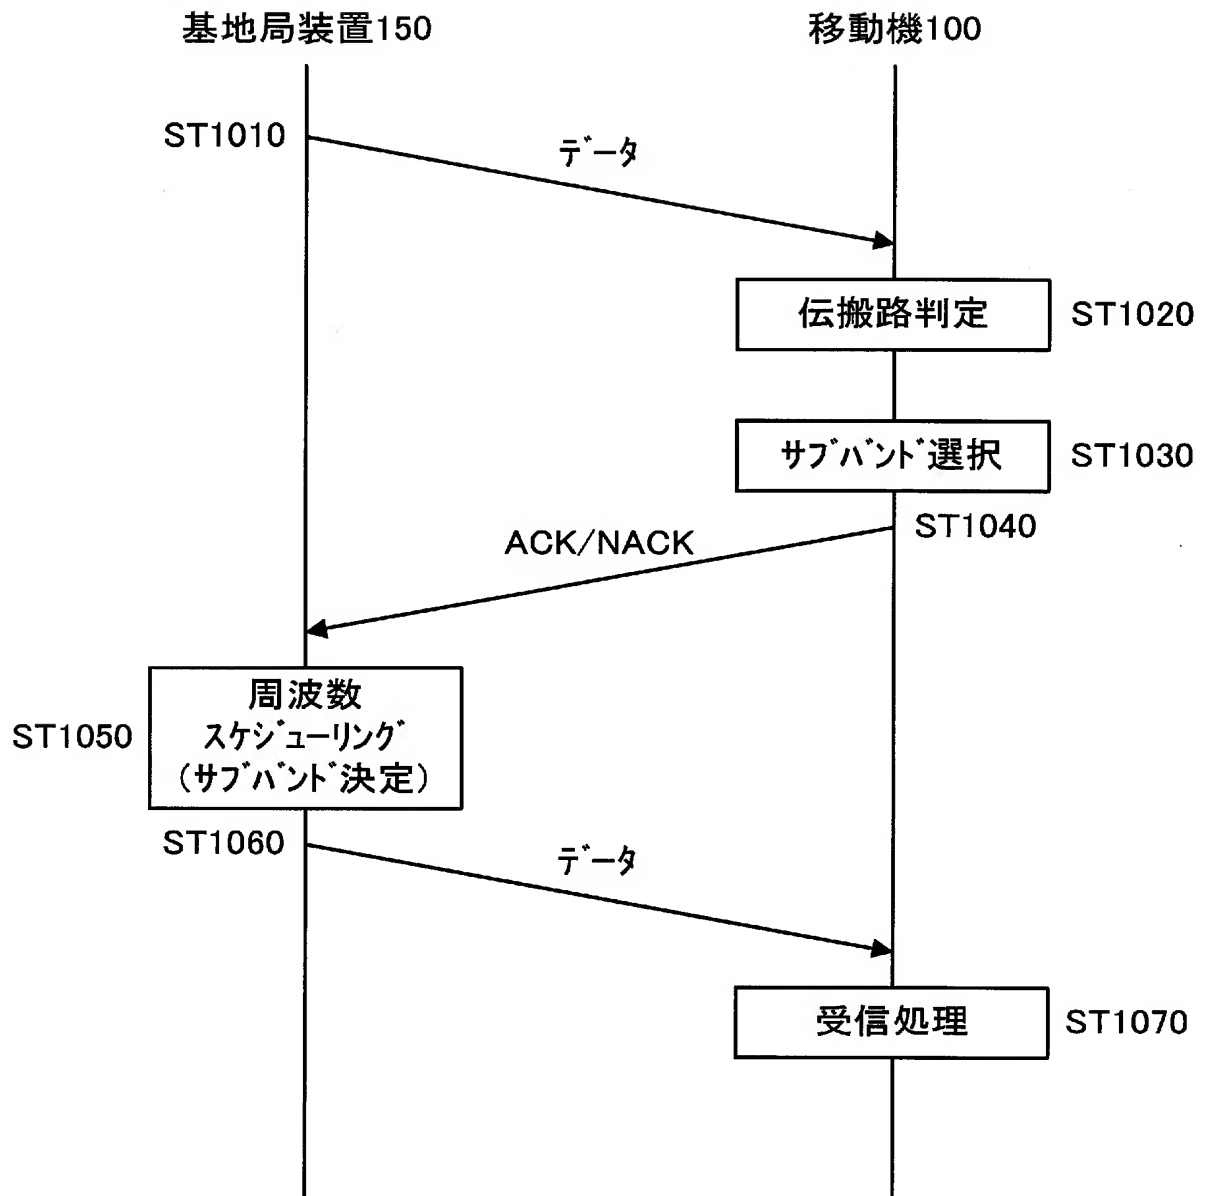 基地局装置150
移動機100
ST1010
データ
伝搬路判定
ST1020
サブバンド選択
ST1030
ST1040
ACK/NACK
ST1050
周波数
スケジューリング
(サブバンド決定)
ST1060
データ
受信処理
ST1070